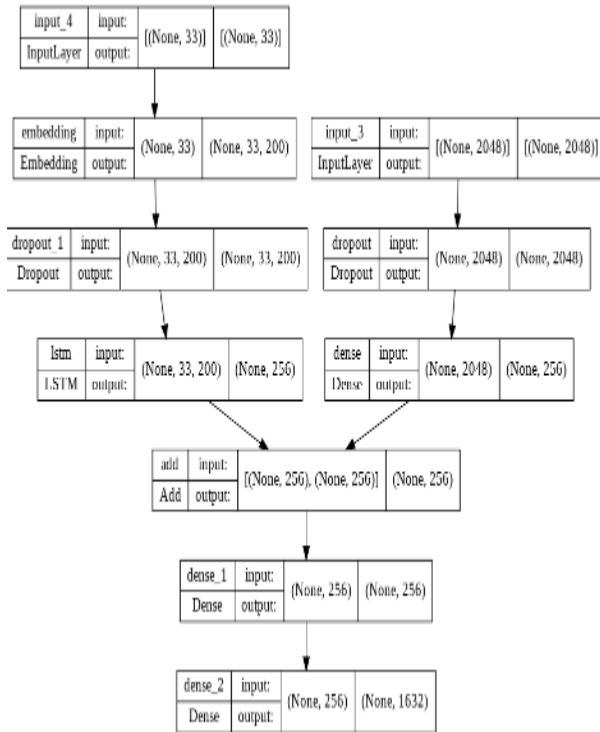 input_4 input: [(None, 33)] [(None, 33)]
InputLayer output:
embedding input: (None, 33) (None, 33, 200)
Embedding output:
input_3 input: [(None, 2048)] [(None, 2048)]
InputLayer output:
dropout_1 input: (None, 33, 200) (None, 33, 200)
Dropout output:
dropout input: (None, 2048) (None, 2048)
Dropout output:
lstm input: (None, 33, 200) (None, 256)
LSTM output:
dense input: (None, 2048) (None, 256)
Dense output:
add input: [(None, 256), (None, 256)] (None, 256)
Add output:
dense_1 input: (None, 256) (None, 256)
Dense output:
dense_2 input: (None, 256) (None, 1632)
Dense output: